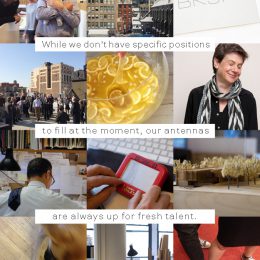 While we don't have specific positions
to fill at the moment, our antennas
are always up for fresh talent.